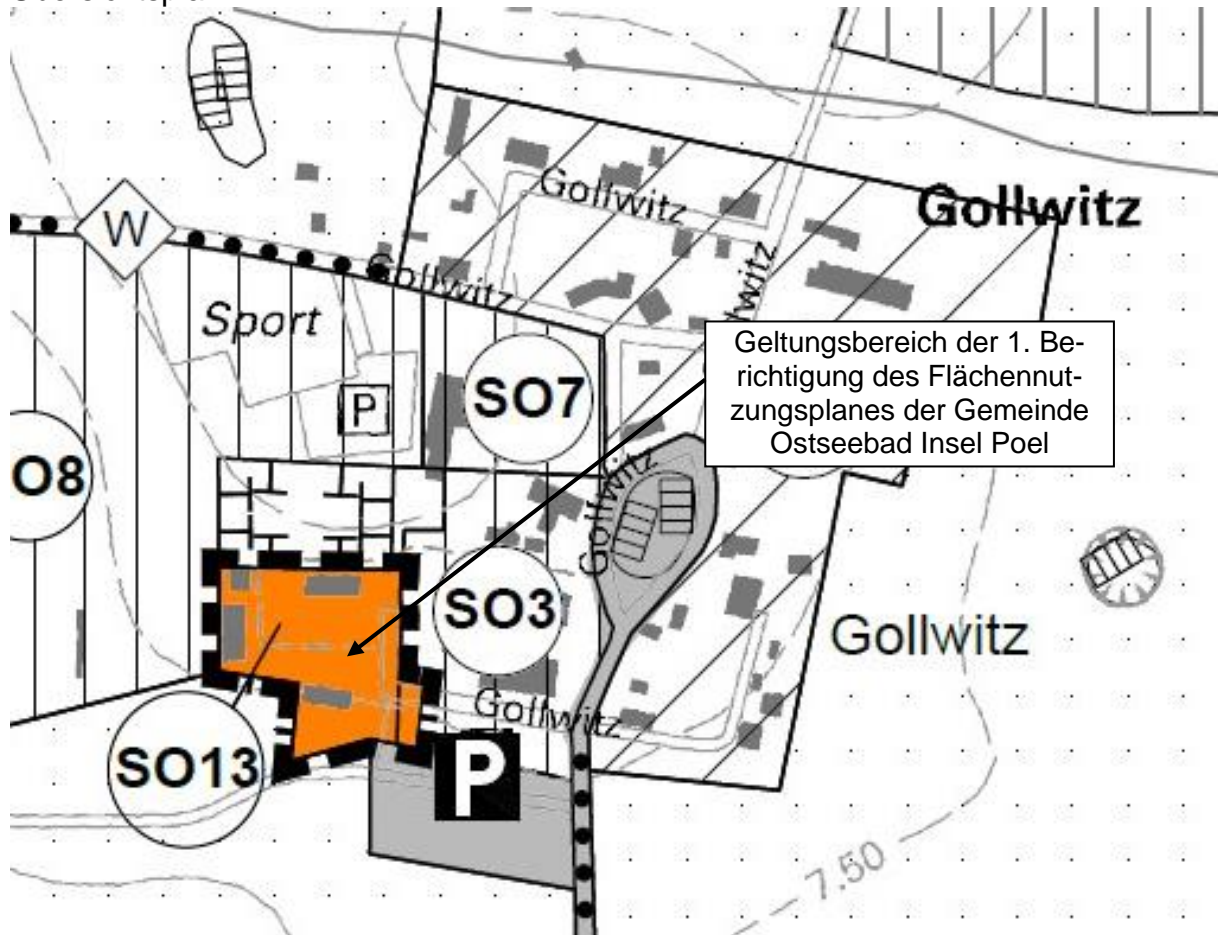 Gollwitz
Gollwitz
W
Gollwitz
Sport
Geltungsbereich der 1. Be-
richtigung des Flächennut-
zungsplanes der Gemeinde
Ostseebad Insel Poel
SO7
P
O8
Gollwitz
SO3
Gollwitz
Gollwitz
SO13
P
7.50